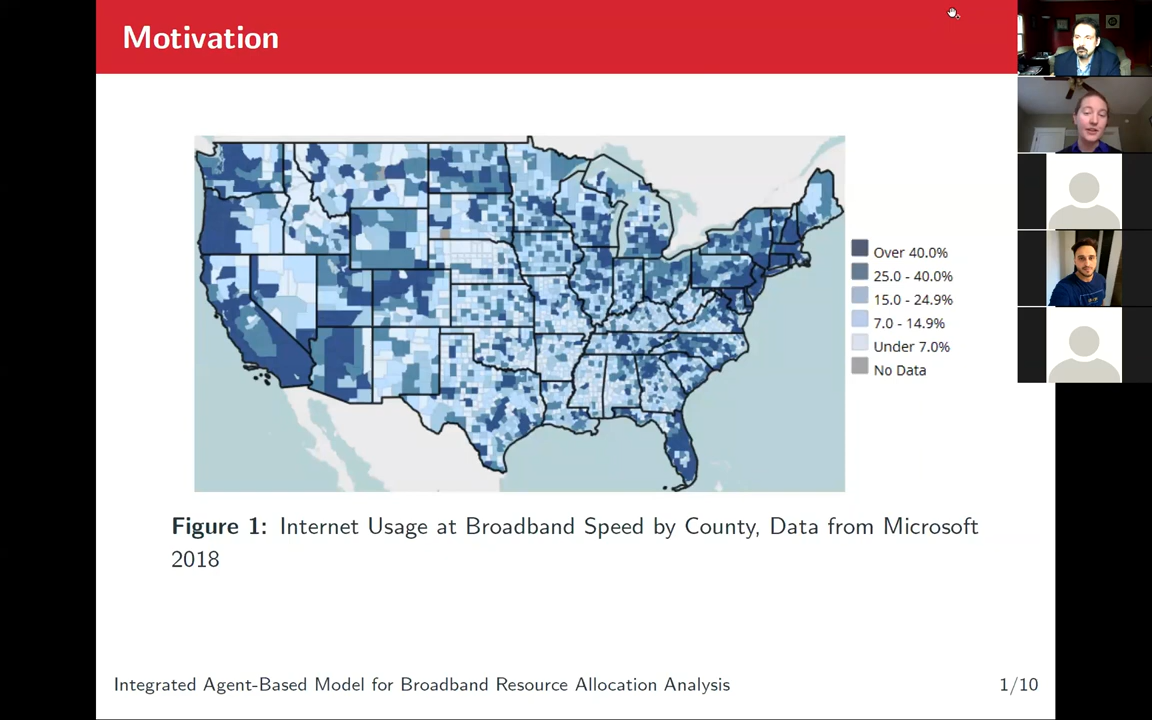 Motivation
Over 40.0%
25.0 - 40.0%
15.0 - 24.9%
7.0 - 14.9%
Under 7.0%
No Data
Figure 1: Internet Usage at Broadband Speed by County, Data from Microsoft
2018
Integrated Agent-Based Model for Broadband Resource Allocation Analysis
1/10